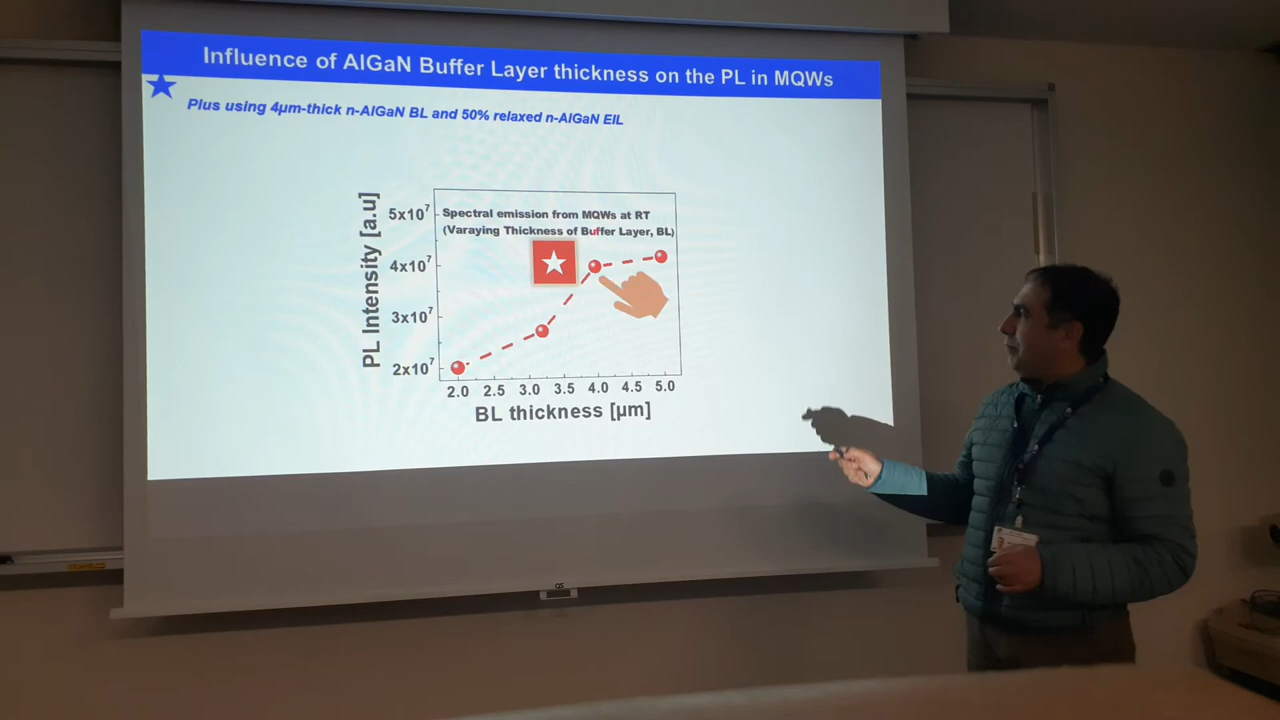 Influence of AlGaN Buffer Layer thickness on the PL in MQWs
Plus using 4µm-thick n-AlGaN BL and 50% relaxed n-AlGaN EIL
PL Intensity [a.u]
5x10⁷
4x10⁷
3x10⁷
2x10⁷
Spectral emission from MQWs at RT
(Varaying Thickness of Buffer Layer, BL)
2.0 2.5 3.0 3.5 4.0 4.5 5.0
BL thickness [µm]